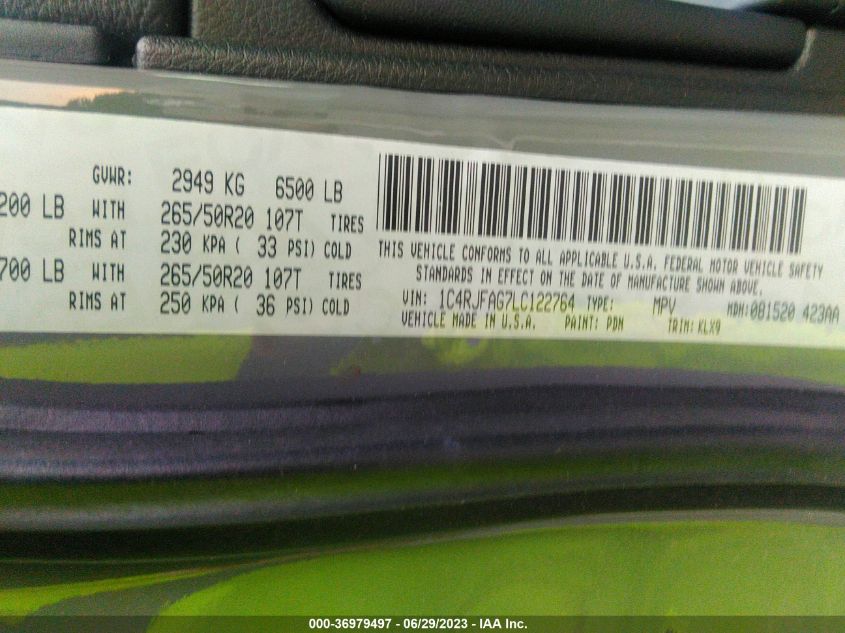 GVWR: 2949 KG 6500 LB
200 LB WITH 265/50R20 107T TIRES
RIMS AT 230 KPA ( 33 PSI) COLD
700 LB WITH 265/50R20 107T TIRES
RIMS AT 250 KPA ( 36 PSI) COLD
THIS VEHICLE CONFORMS TO ALL APPLICABLE U.S.A. FEDERAL MOTOR VEHICLE SAFETY
STANDARDS IN EFFECT ON THE DATE OF MANUFACTURE SHOWN ABOVE.
VIN: 1C4RJFAG7LC122764 TYPE: MPV MDH:081520 423AA
VEHICLE MADE IN U.S.A. PAINT: PDN TRIM: KLX9
000-36979497 - 06/29/2023 - IAA Inc.